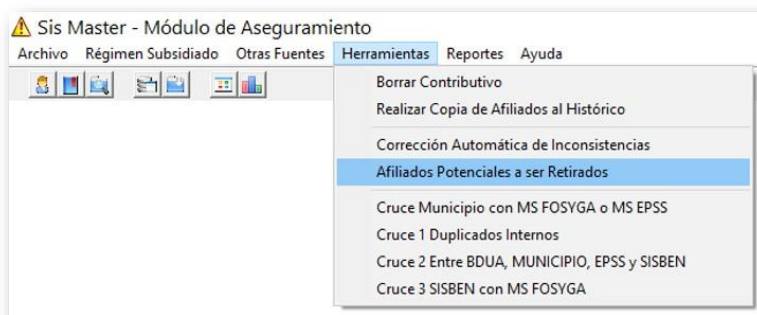 Sis Master - Módulo de Aseguramiento
Archivo Régimen Subsidiado Otras Fuentes Herramientas Reportes Ayuda
Borrar Contributivo
Realizar Copia de Afiliados al Histórico
Corrección Automática de Inconsistencias
Afiliados Potenciales a ser Retirados
Cruce Municipio con MS FOSYGA o MS EPSS
Cruce 1 Duplicados Internos
Cruce 2 Entre BDUA, MUNICIPIO, EPSS y SISBEN
Cruce 3 SISBEN con MS FOSYGA